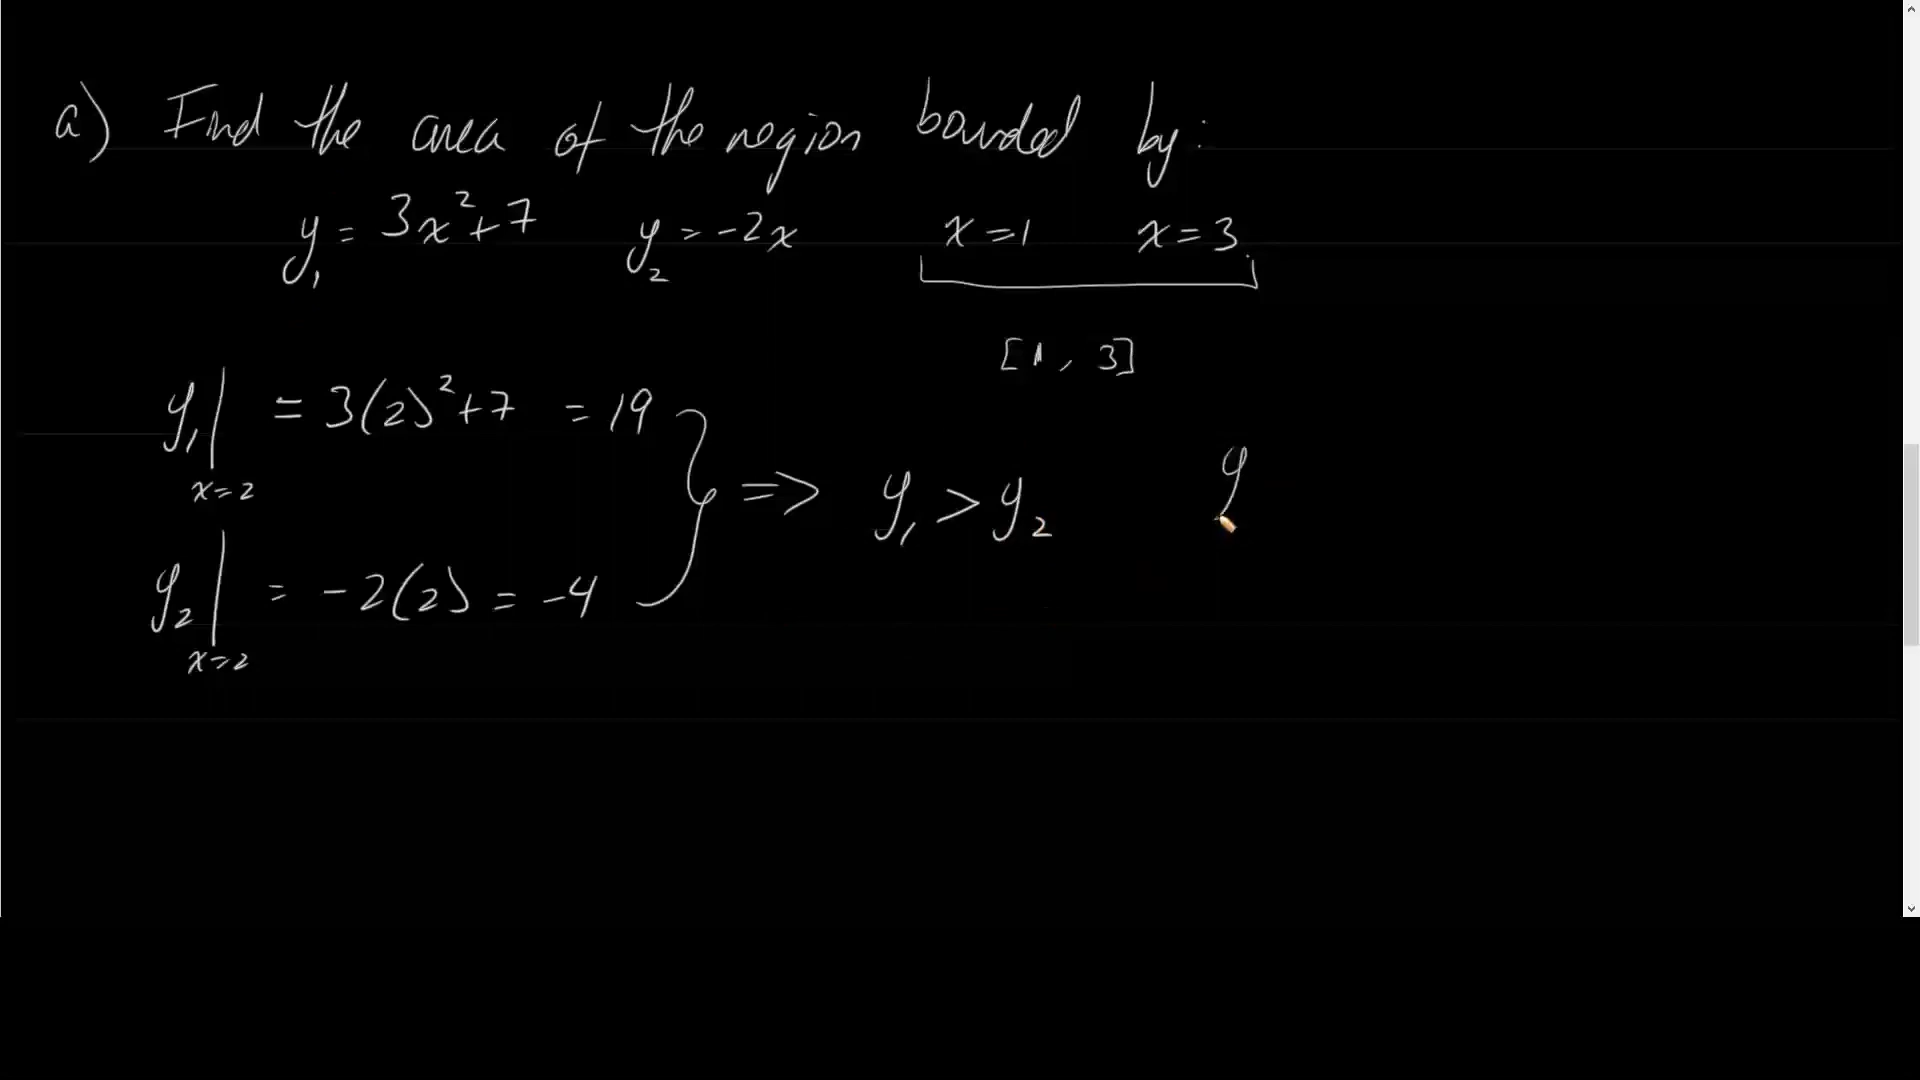 a) Find the area of the region bounded by:
y₁ = 3x²+7 y₂ = -2x x=1 x=3
[1, 3]
y₁|x=2 = 3(2)²+7 = 19
=> y₁ > y₂ y
y₂|x=2 = -2(2) = -4